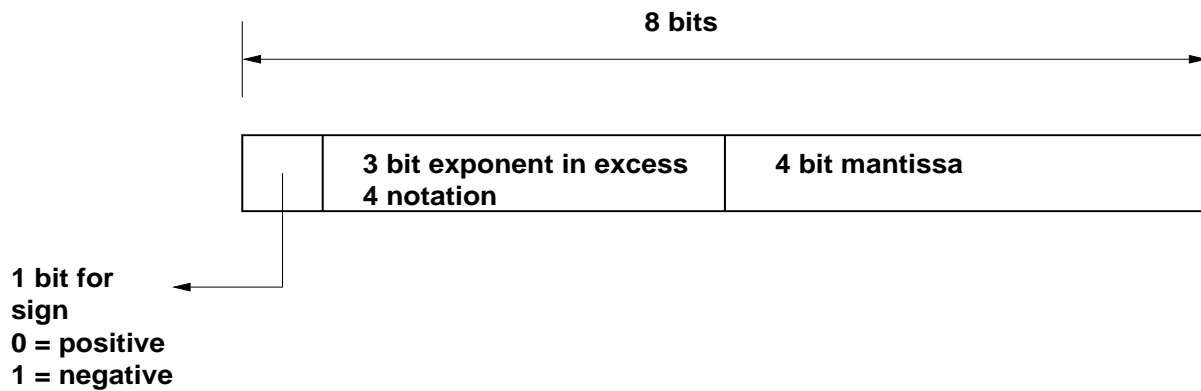 8 bits
3 bit exponent in excess
4 notation
4 bit mantissa
1 bit for
sign
0 = positive
1 = negative